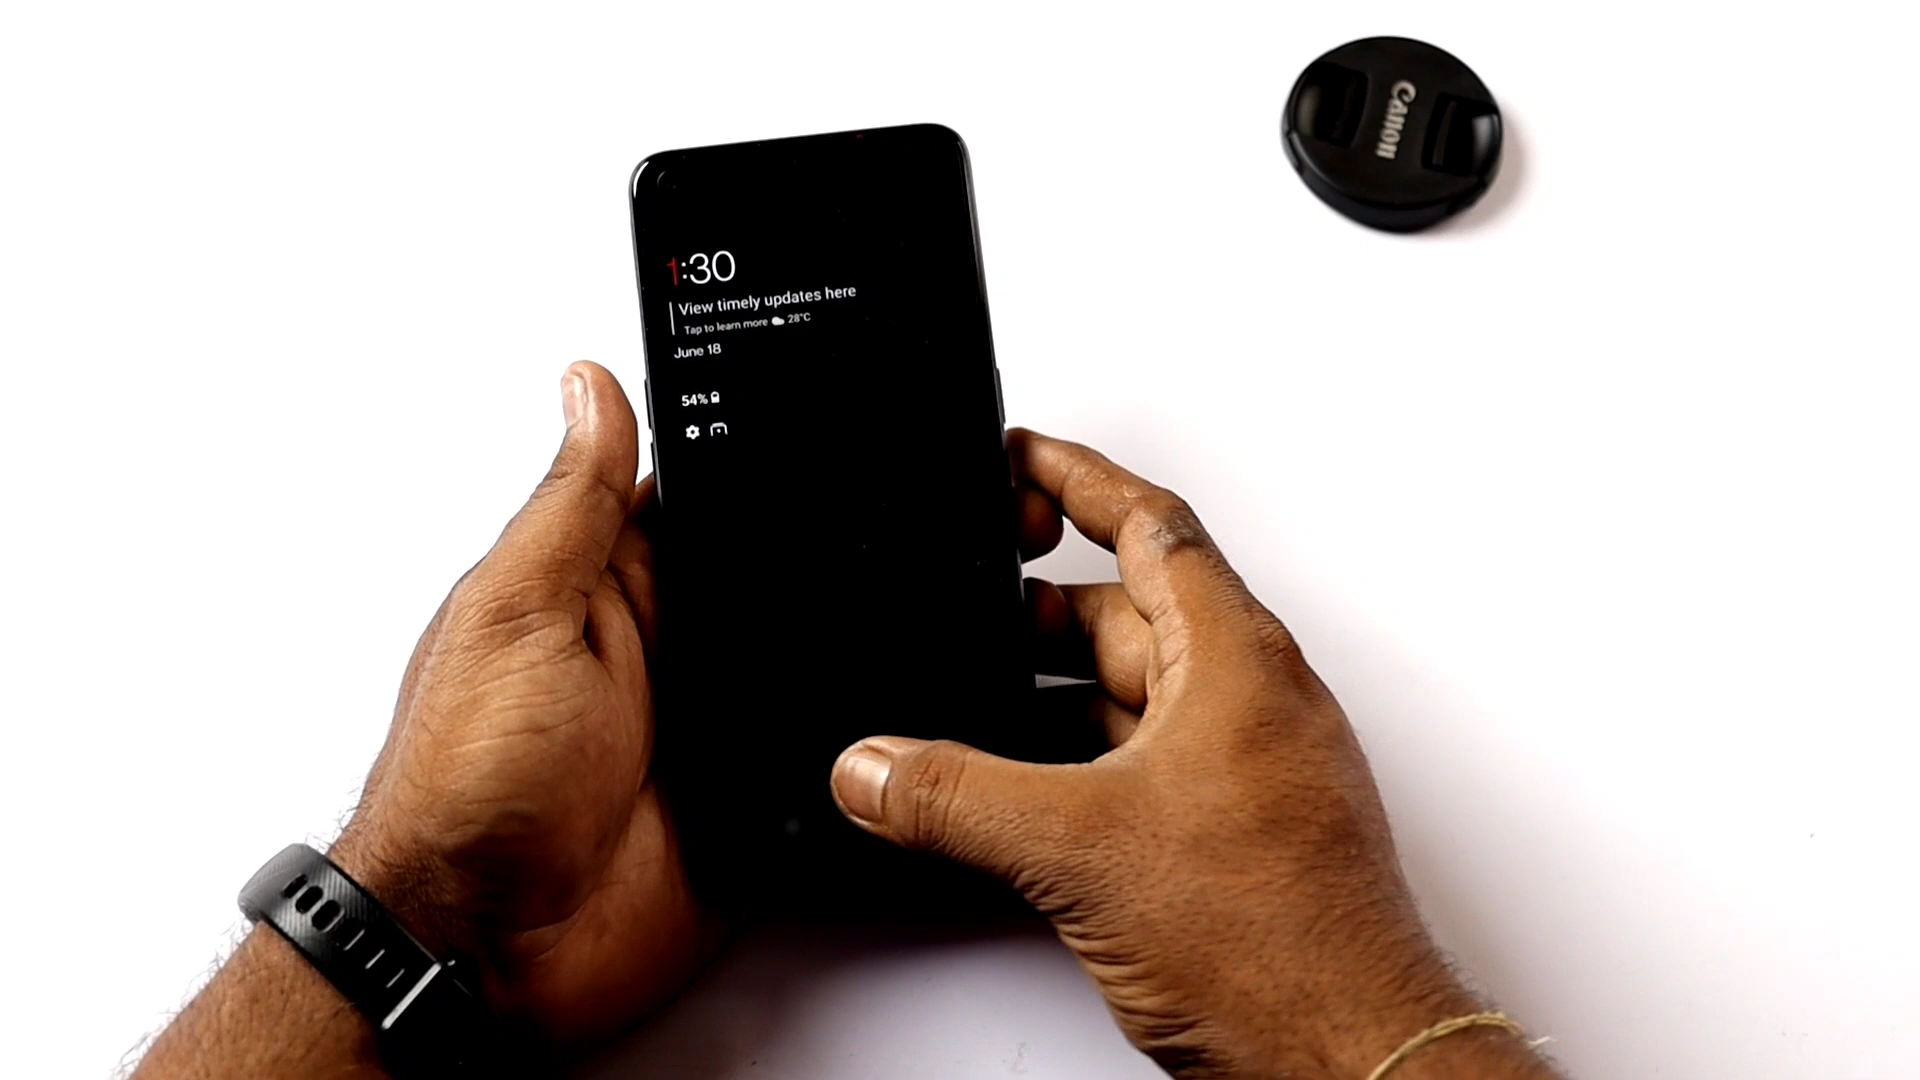 1:30
View timely updates here
Tap to learn more 28°C
June 18
54%
Canon